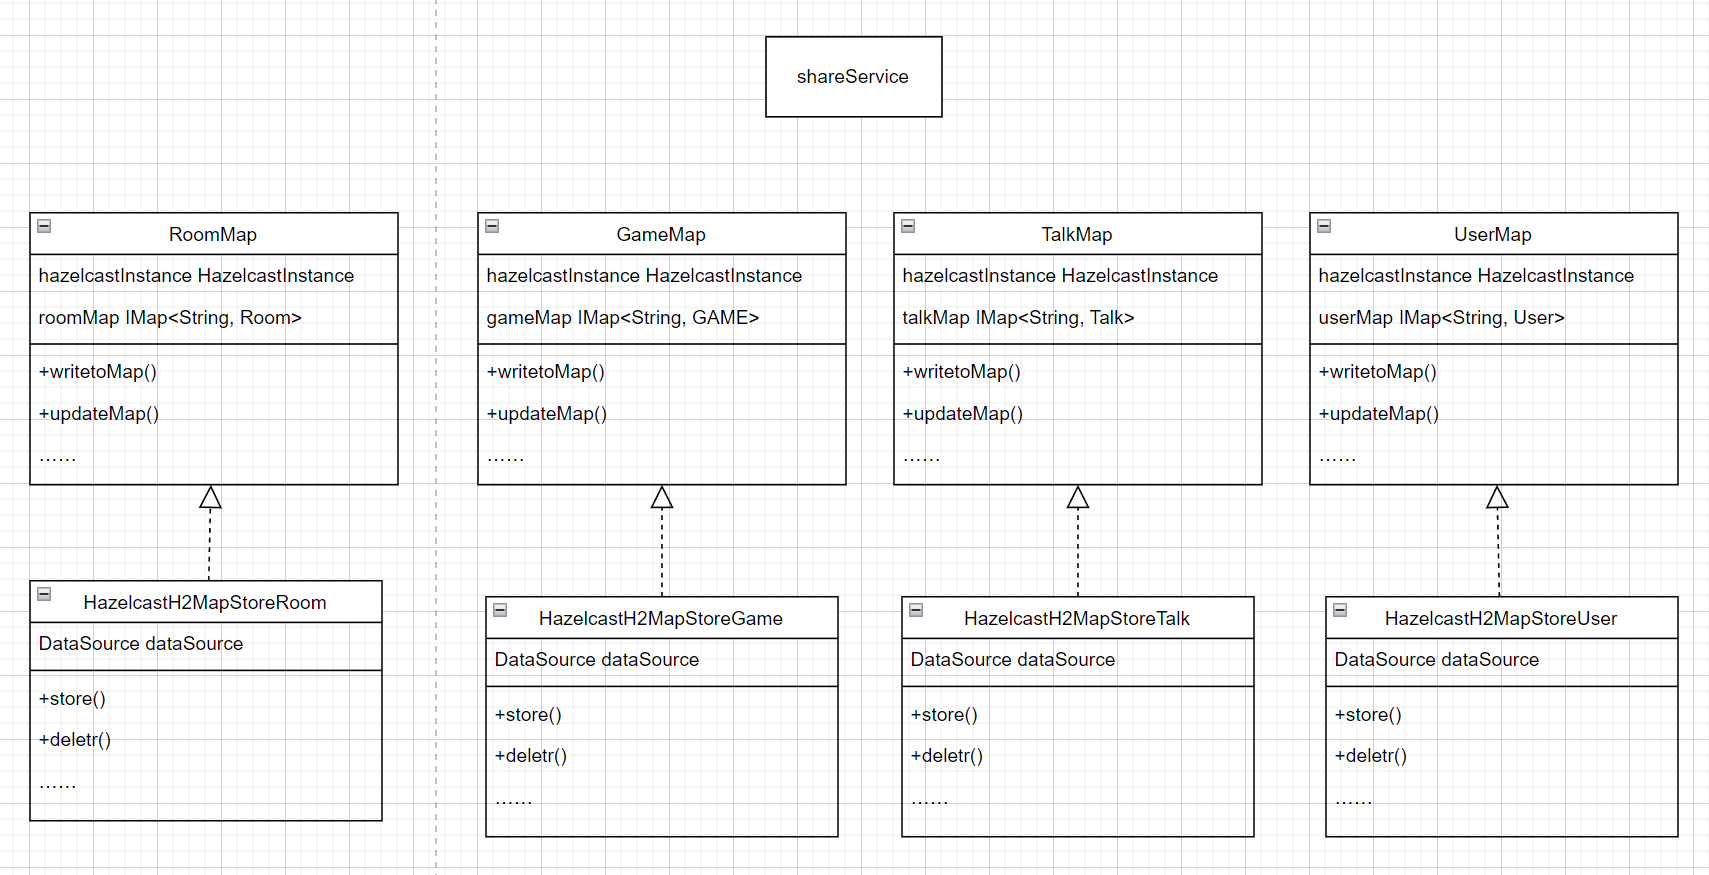 shareService
RoomMap
hazelcastInstance HazelcastInstance
roomMap IMap<String, Room>
+writetoMap()
+updateMap()
……
GameMap
hazelcastInstance HazelcastInstance
gameMap IMap<String, GAME>
+writetoMap()
+updateMap()
……
TalkMap
hazelcastInstance HazelcastInstance
talkMap IMap<String, Talk>
+writetoMap()
+updateMap()
……
UserMap
hazelcastInstance HazelcastInstance
userMap IMap<String, User>
+writetoMap()
+updateMap()
……
HazelcastH2MapStoreRoom
DataSource dataSource
+store()
+deletr()
……
HazelcastH2MapStoreGame
DataSource dataSource
+store()
+deletr()
……
HazelcastH2MapStoreTalk
DataSource dataSource
+store()
+deletr()
……
HazelcastH2MapStoreUser
DataSource dataSource
+store()
+deletr()
……